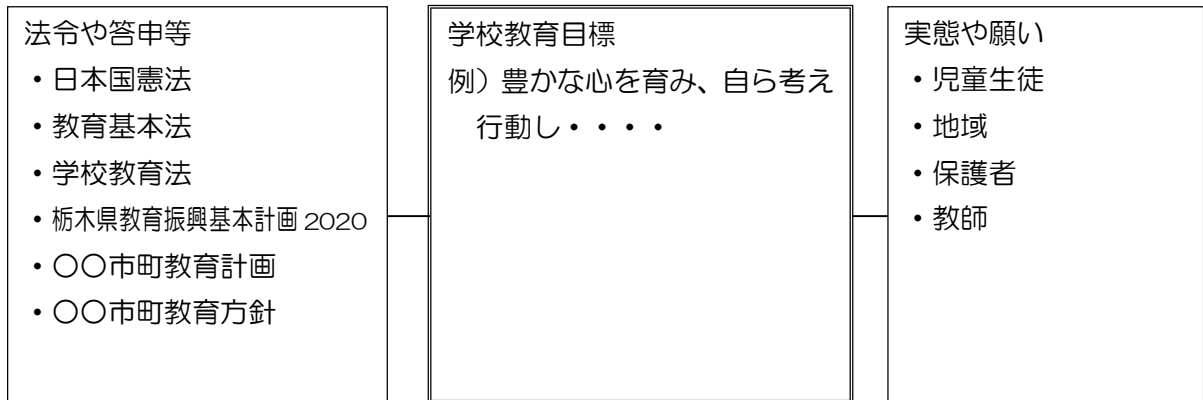 法令や答申等
・日本国憲法
・教育基本法
・学校教育法
・栃木県教育振興基本計画2020
・〇〇市町教育計画
・〇〇市町教育方針
学校教育目標
例）豊かな心を育み、自ら考え
行動し・・・・
実態や願い
・児童生徒
・地域
・保護者
・教師